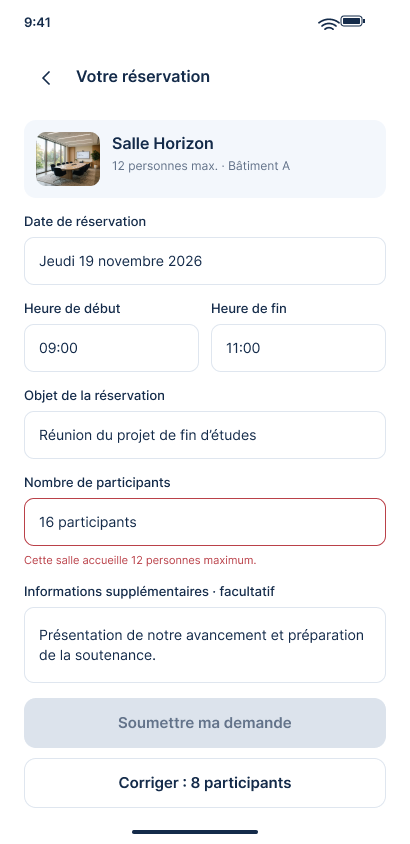 9:41
Votre réservation
Salle Horizon
12 personnes max. · Bâtiment A
Date de réservation
Jeudi 19 novembre 2026
Heure de début
Heure de fin
09:00
11:00
Objet de la réservation
Réunion du projet de fin d’études
Nombre de participants
16 participants
Cette salle accueille 12 personnes maximum.
Informations supplémentaires · facultatif
Présentation de notre avancement et préparation
de la soutenance.
Soumettre ma demande
Corriger : 8 participants